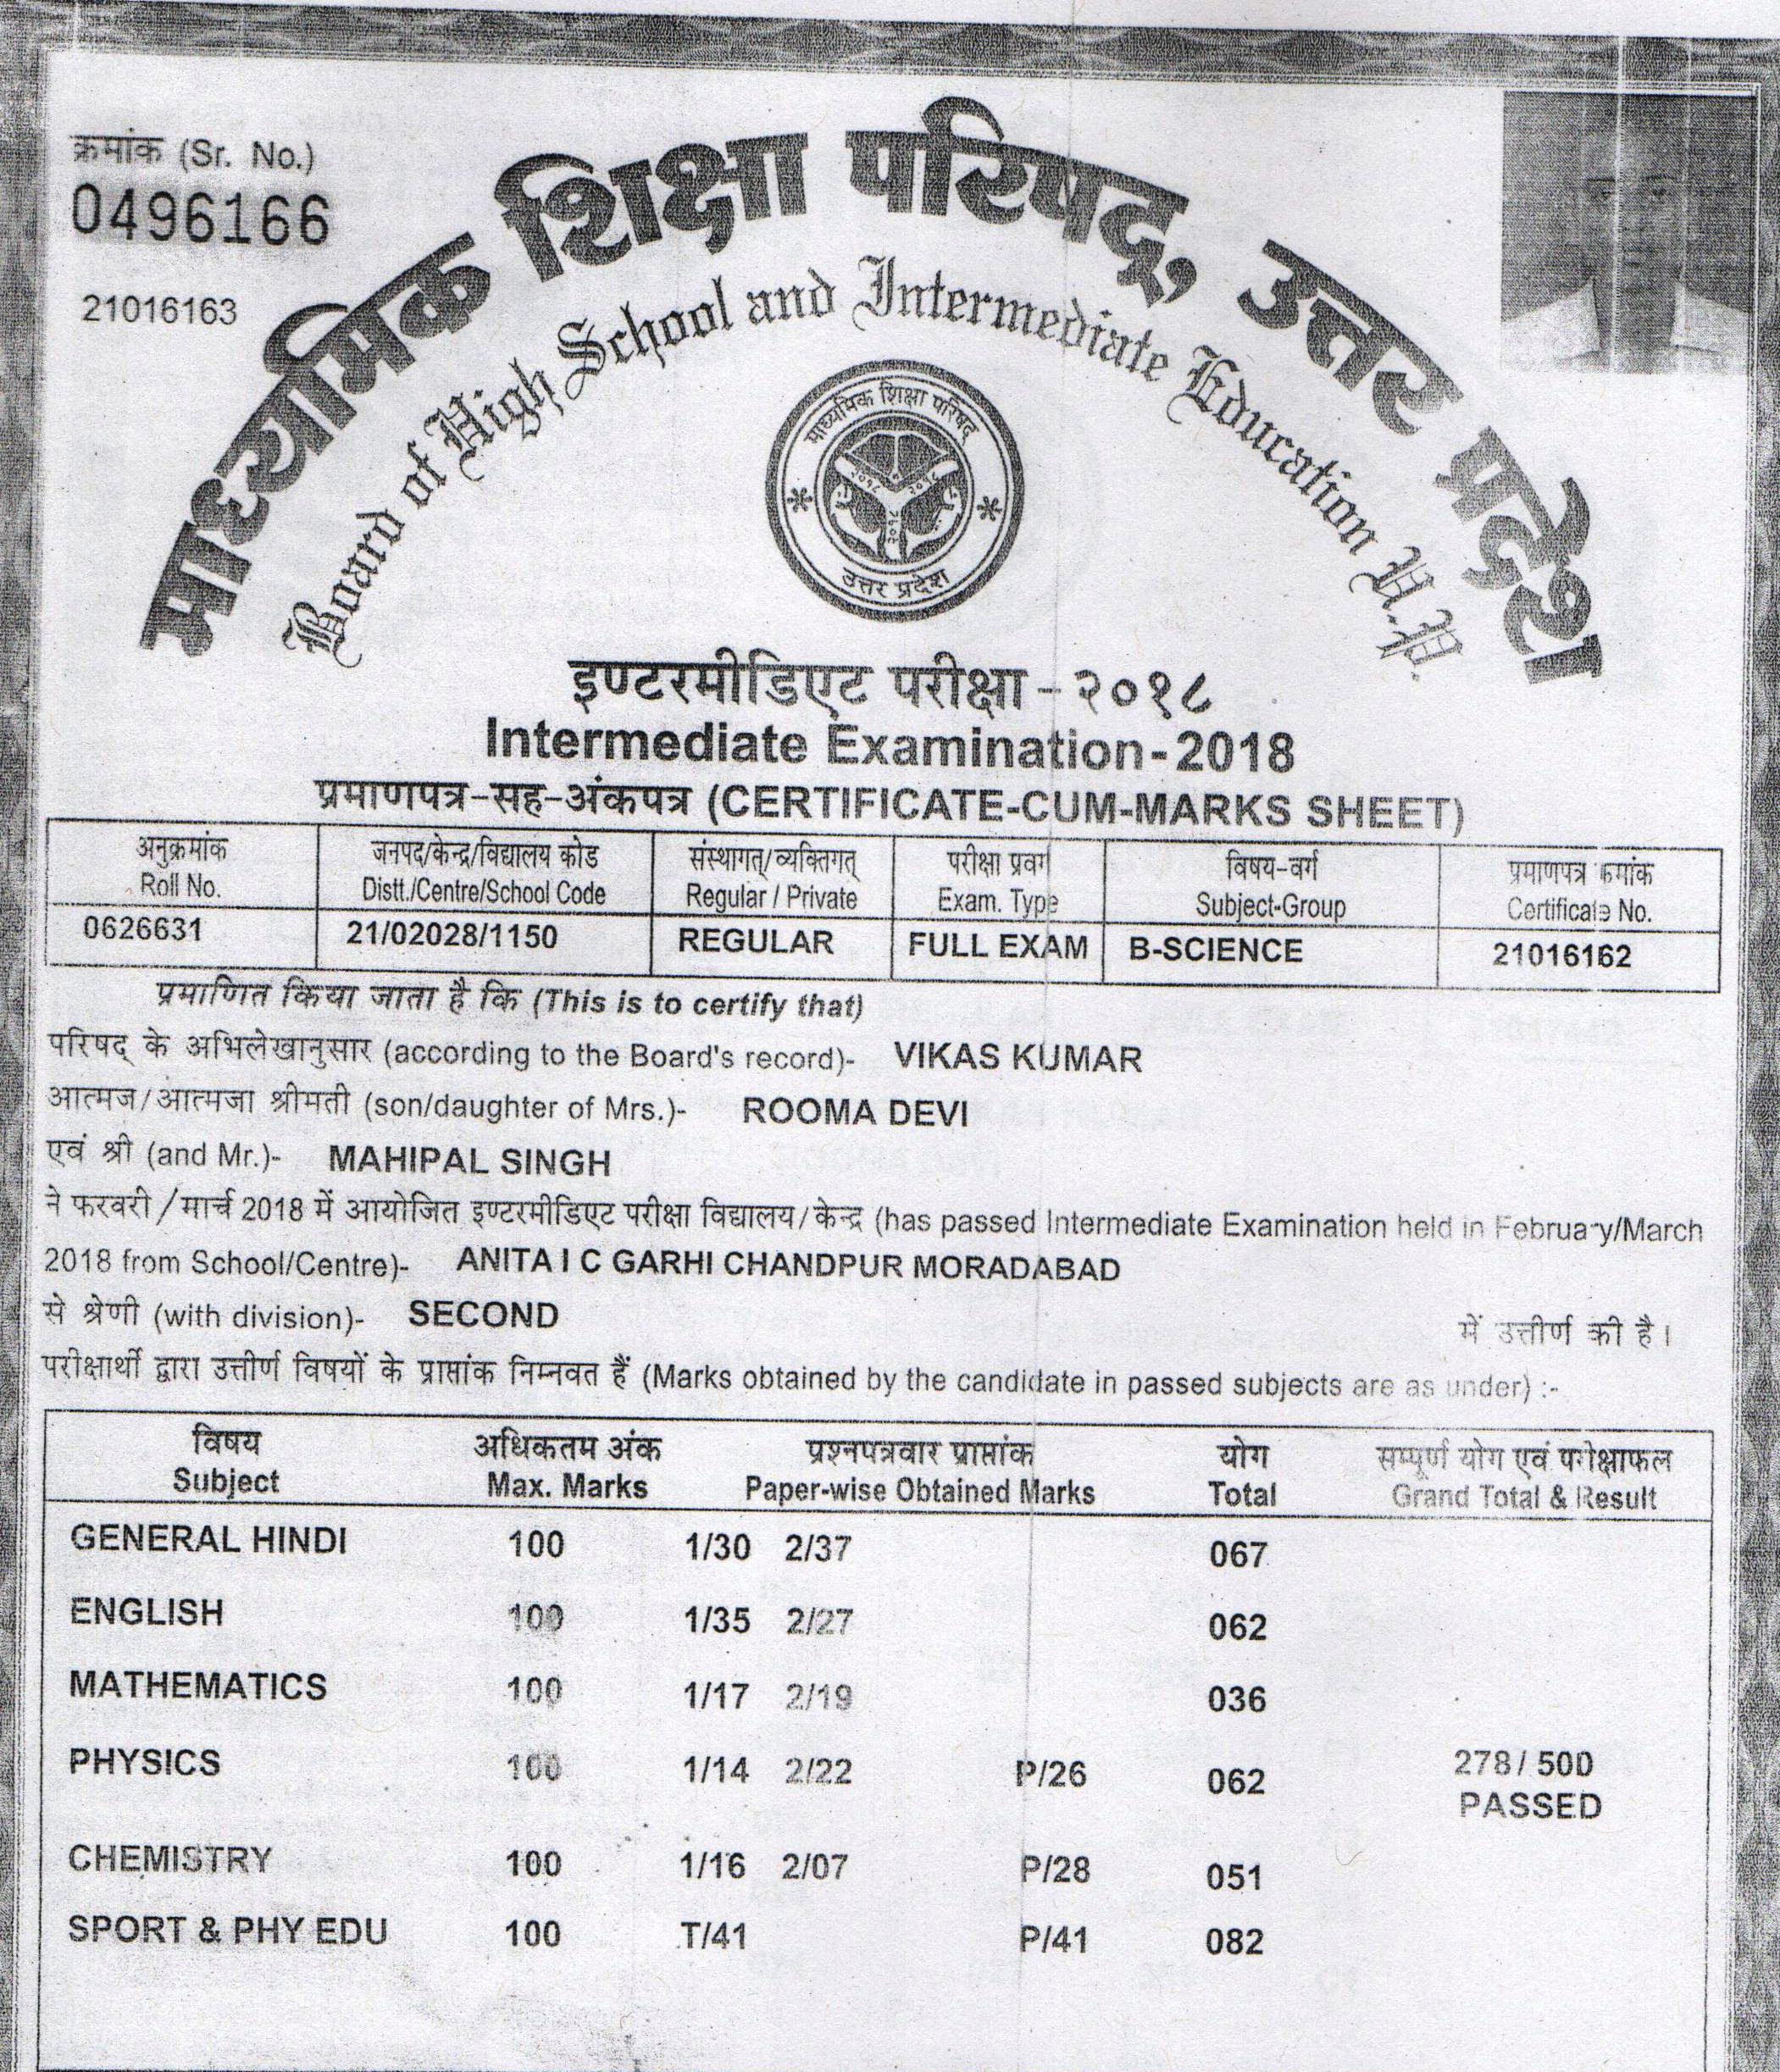 क्रमांक (Sr. No.)
0496166
21016163
माध्यमिक शिक्षा परिषद्, उत्तर प्रदेश
Board of High School and Intermediate Education U.P.
माध्यमिक शिक्षा परिषद्
२०१८ २०१८
२०१८
उत्तर प्रदेश
इण्टरमीडिएट परीक्षा - २०१८
Intermediate Examination-2018
प्रमाणपत्र-सह-अंकपत्र (CERTIFICATE-CUM-MARKS SHEET)
अनुक्रमांक जनपद/केन्द्र/विद्यालय कोड संस्थागत्/व्यक्तिगत् परीक्षा प्रवर्ग विषय-वर्ग प्रमाणपत्र क्रमांक
Roll No. Distt./Centre/School Code Regular / Private Exam. Type Subject-Group Certificate No.
0626631 21/02028/1150 REGULAR FULL EXAM B-SCIENCE 21016162
प्रमाणित किया जाता है कि (This is to certify that)
परिषद् के अभिलेखानुसार (according to the Board's record)- VIKAS KUMAR
आत्मज/आत्मजा श्रीमती (son/daughter of Mrs.)- ROOMA DEVI
एवं श्री (and Mr.)- MAHIPAL SINGH
ने फरवरी/मार्च 2018 में आयोजित इण्टरमीडिएट परीक्षा विद्यालय/केन्द्र (has passed Intermediate Examination held in February/March
2018 from School/Centre)- ANITA I C GARHI CHANDPUR MORADABAD
से श्रेणी (with division)- SECOND में उत्तीर्ण की है।
परीक्षार्थी द्वारा उत्तीर्ण विषयों के प्राप्तांक निम्नवत हैं (Marks obtained by the candidate in passed subjects are as under) :-
विषय अधिकतम अंक प्रश्नपत्रवार प्राप्तांक योग सम्पूर्ण योग एवं परीक्षाफल
Subject Max. Marks Paper-wise Obtained Marks Total Grand Total & Result
GENERAL HINDI 100 1/30 2/37 067
ENGLISH 100 1/35 2/27 062
MATHEMATICS 100 1/17 2/19 036
PHYSICS 100 1/14 2/22 P/26 062 278/ 500
PASSED
CHEMISTRY 100 1/16 2/07 P/28 051
SPORT & PHY EDU 100 T/41 P/41 082